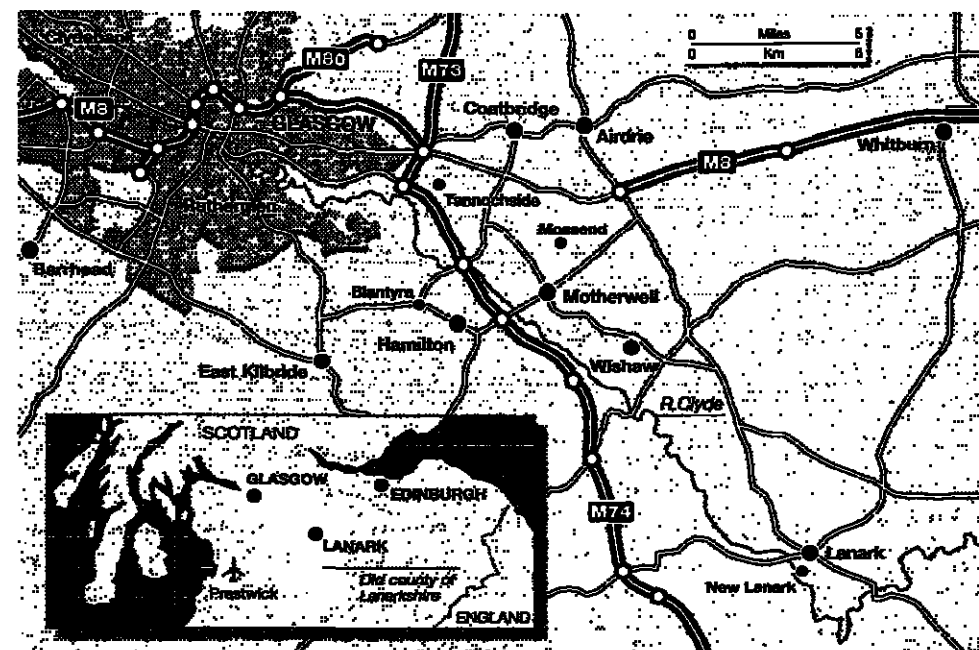 Clydebank
M80
M73
0 Miles 5
0 Km 8
M8
GLASGOW
Coatbridge
Airdrie
M8
Whitburn
Tannochside
Rutherglen
Mossend
Barrhead
Blantyre
Motherwell
Hamilton
Wishaw
East Kilbride
R.Clyde
SCOTLAND
GLASGOW
EDINBURGH
M74
LANARK
Lanark
Old county of
Lanarkshire
Prestwick
New Lanark
ENGLAND